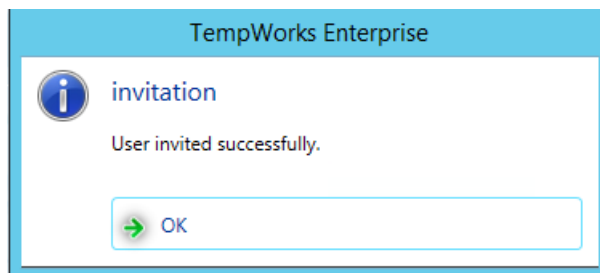 TempWorks Enterprise
invitation
User invited successfully.
OK